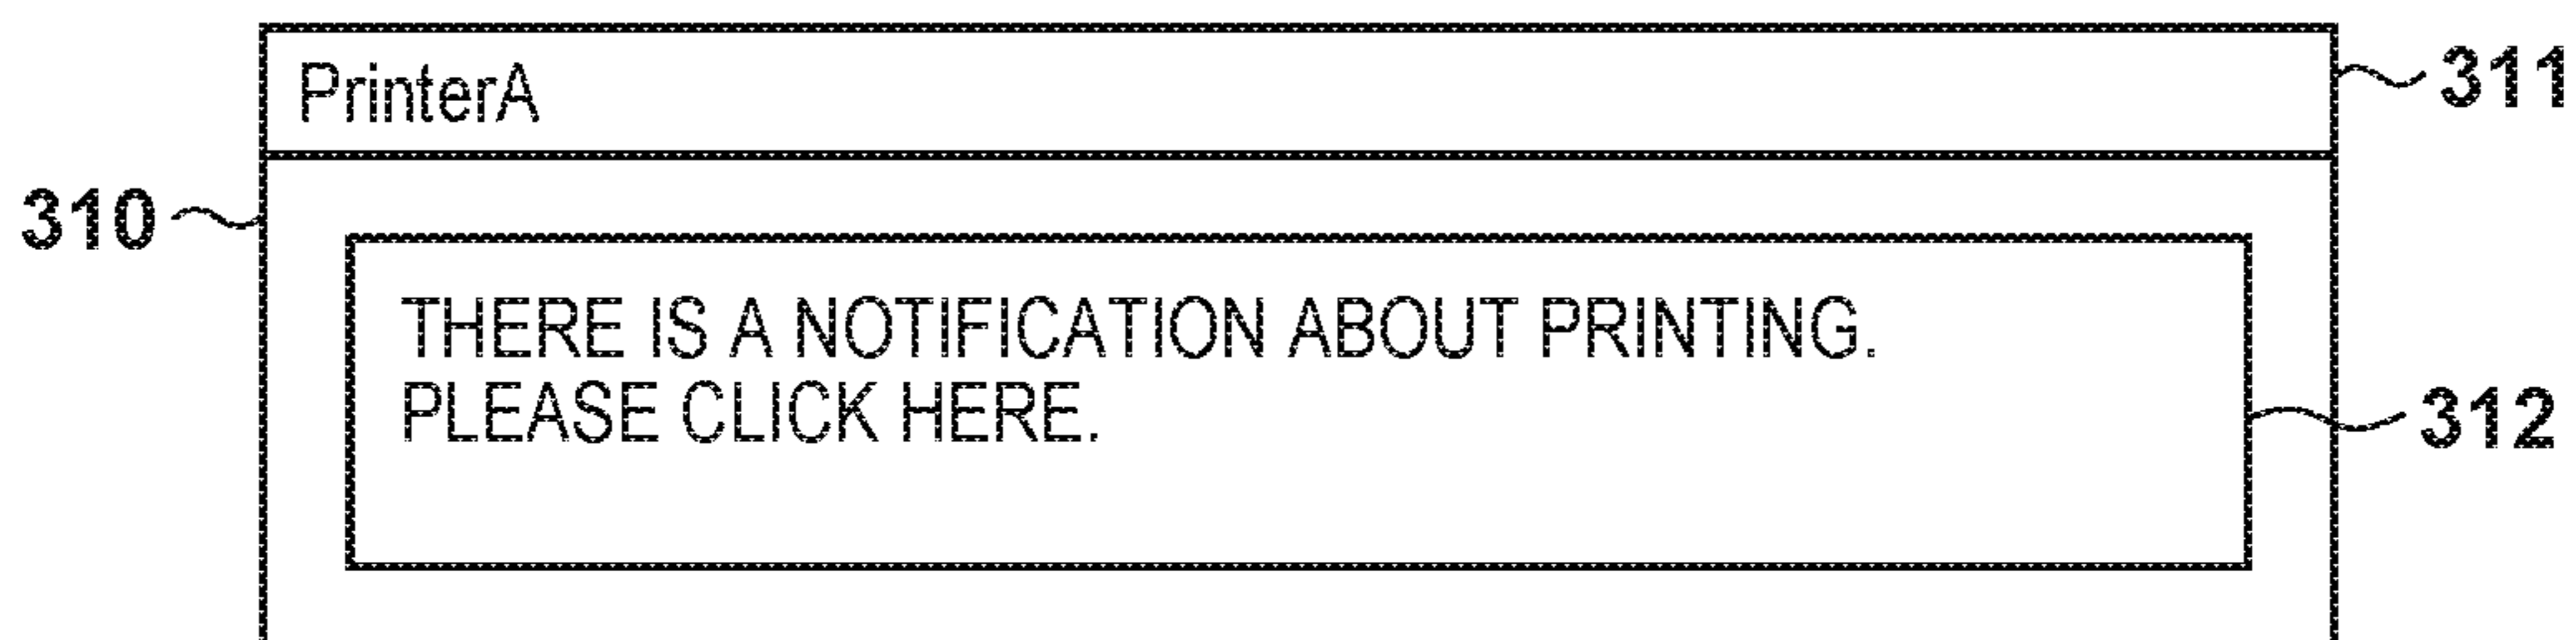 PrinterA
311
310
THERE IS A NOTIFICATION ABOUT PRINTING.
PLEASE CLICK HERE.
312